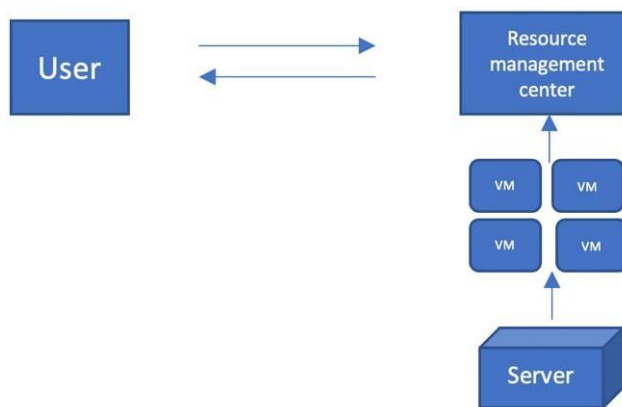 User
Resource
management
center
VM
VM
VM
VM
Server